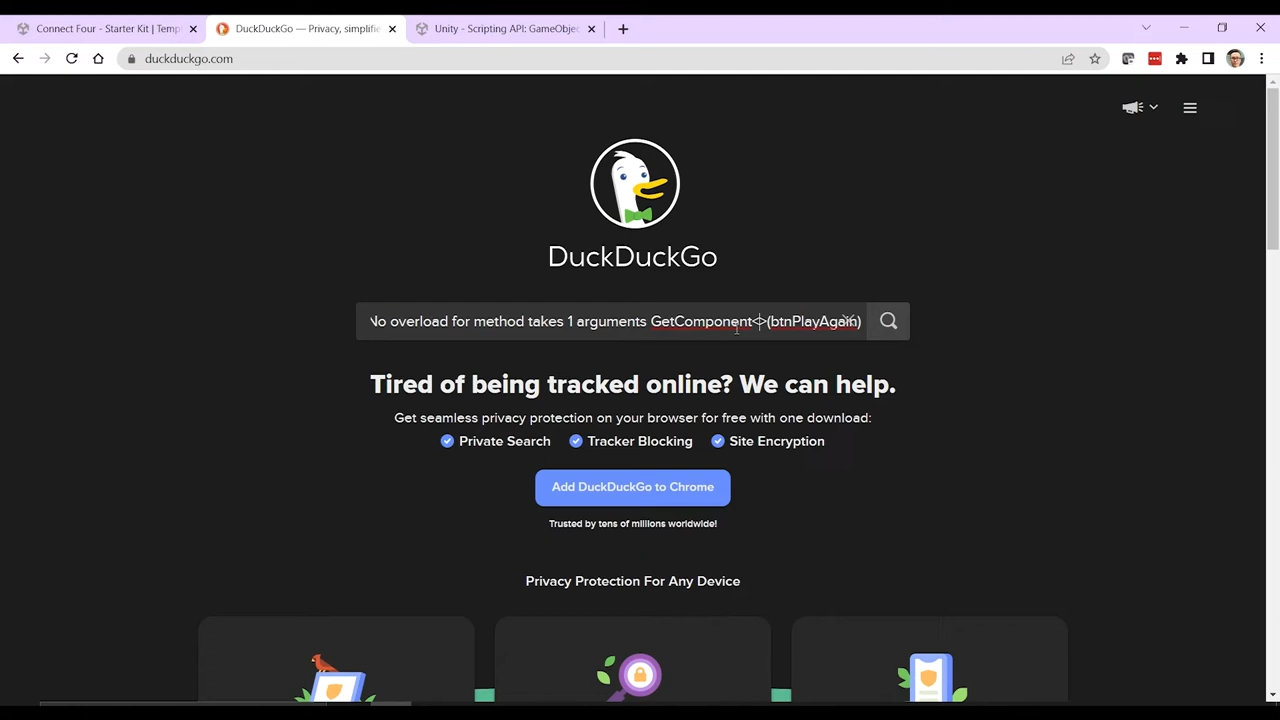 Connect Four - Starter Kit | Temp
DuckDuckGo — Privacy, simplifie
Unity - Scripting API: GameObjec
duckduckgo.com
DuckDuckGo
No overload for method takes 1 arguments GetComponent<>(btnPlayAgain)
Tired of being tracked online? We can help.
Get seamless privacy protection on your browser for free with one download:
Private Search
Tracker Blocking
Site Encryption
Add DuckDuckGo to Chrome
Trusted by tens of millions worldwide!
Privacy Protection For Any Device